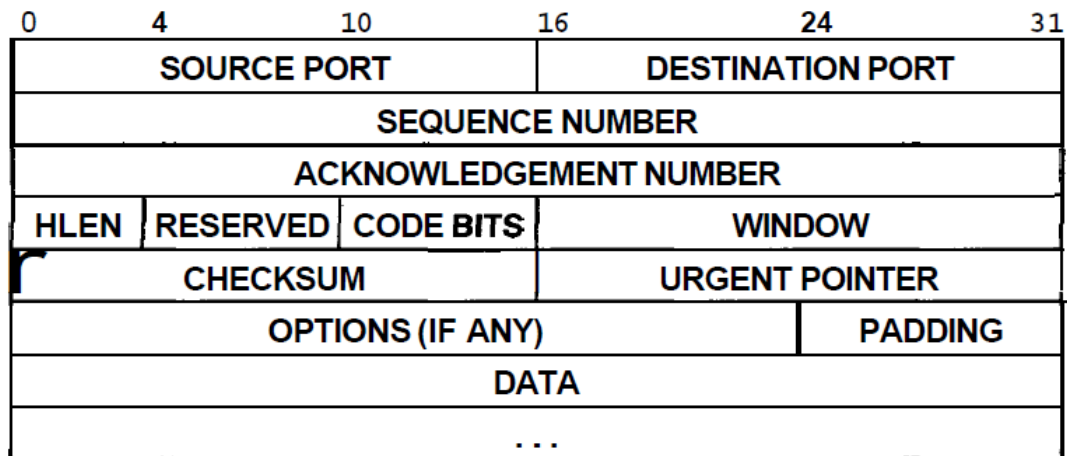 0 4 10 16 24 31
SOURCE PORT DESTINATION PORT
SEQUENCE NUMBER
ACKNOWLEDGEMENT NUMBER
HLEN RESERVED CODE BITS WINDOW
CHECKSUM URGENT POINTER
OPTIONS (IF ANY) PADDING
DATA
...